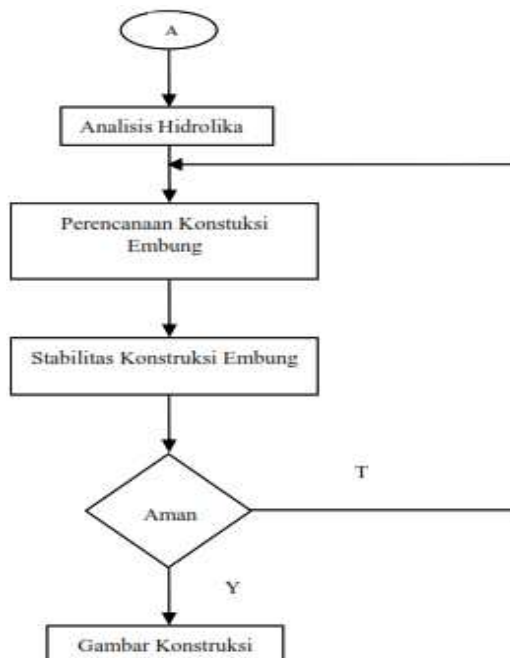 A
Analisis Hidrolika
Perencanaan Konstuksi
Embung
Stabilitas Konstruksi Embung
T
Aman
Y
Gambar Konstruksi